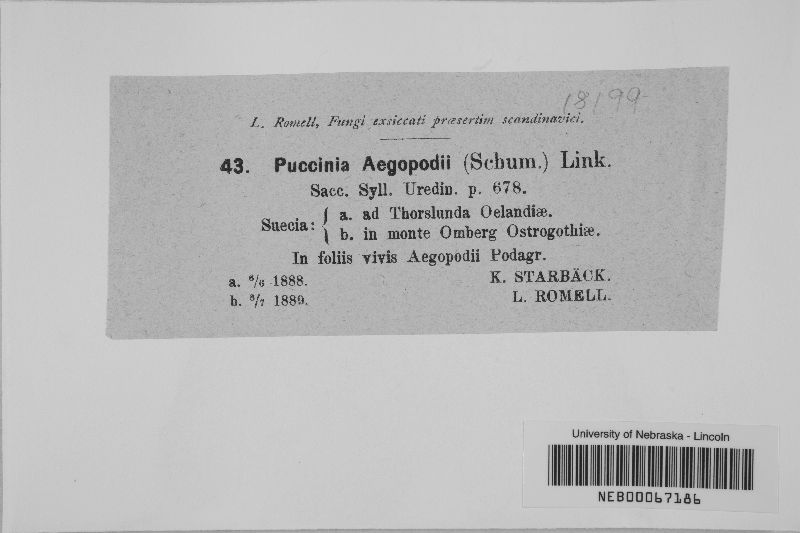 18199
L. Romell, Fungi exsiccati præsertim scandinavici.
43. Puccinia Aegopodii (Schum.) Link.
Sacc. Syll. Uredin. p. 678.
Suecia: { a. ad Thorslunda Oelandiæ.
b. in monte Omberg Ostrogothiæ.
In foliis vivis Aegopodii Podagr.
a. 6/6 1888. K. STARBÄCK.
b. 8/7 1889. L. ROMELL.
University of Nebraska - Lincoln
NEB00067186